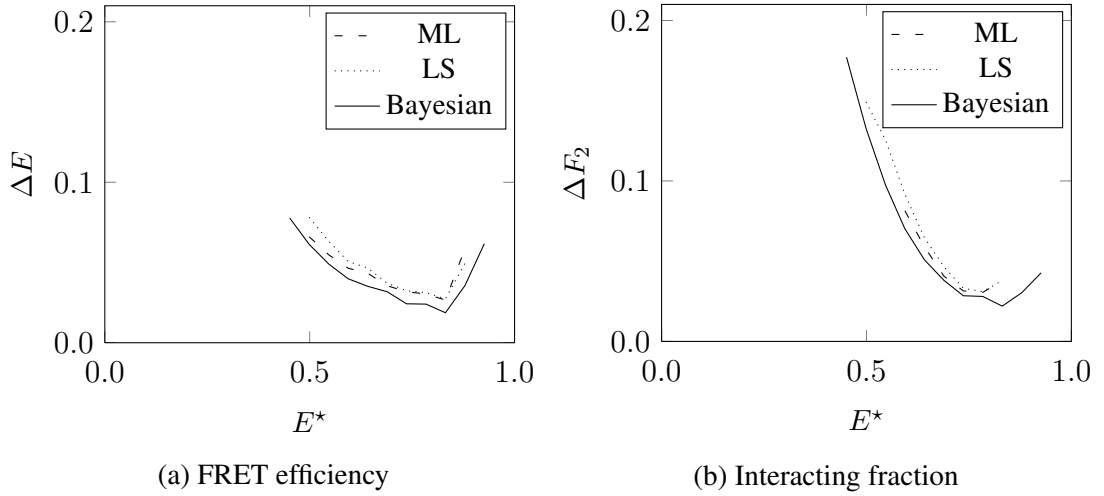 0.2
0.1
0.0
0.0
0.5
1.0
ΔE
E⋆
ML
LS
Bayesian
(a) FRET efficiency
0.2
0.1
0.0
0.0
0.5
1.0
ΔF₂
E⋆
ML
LS
Bayesian
(b) Interacting fraction